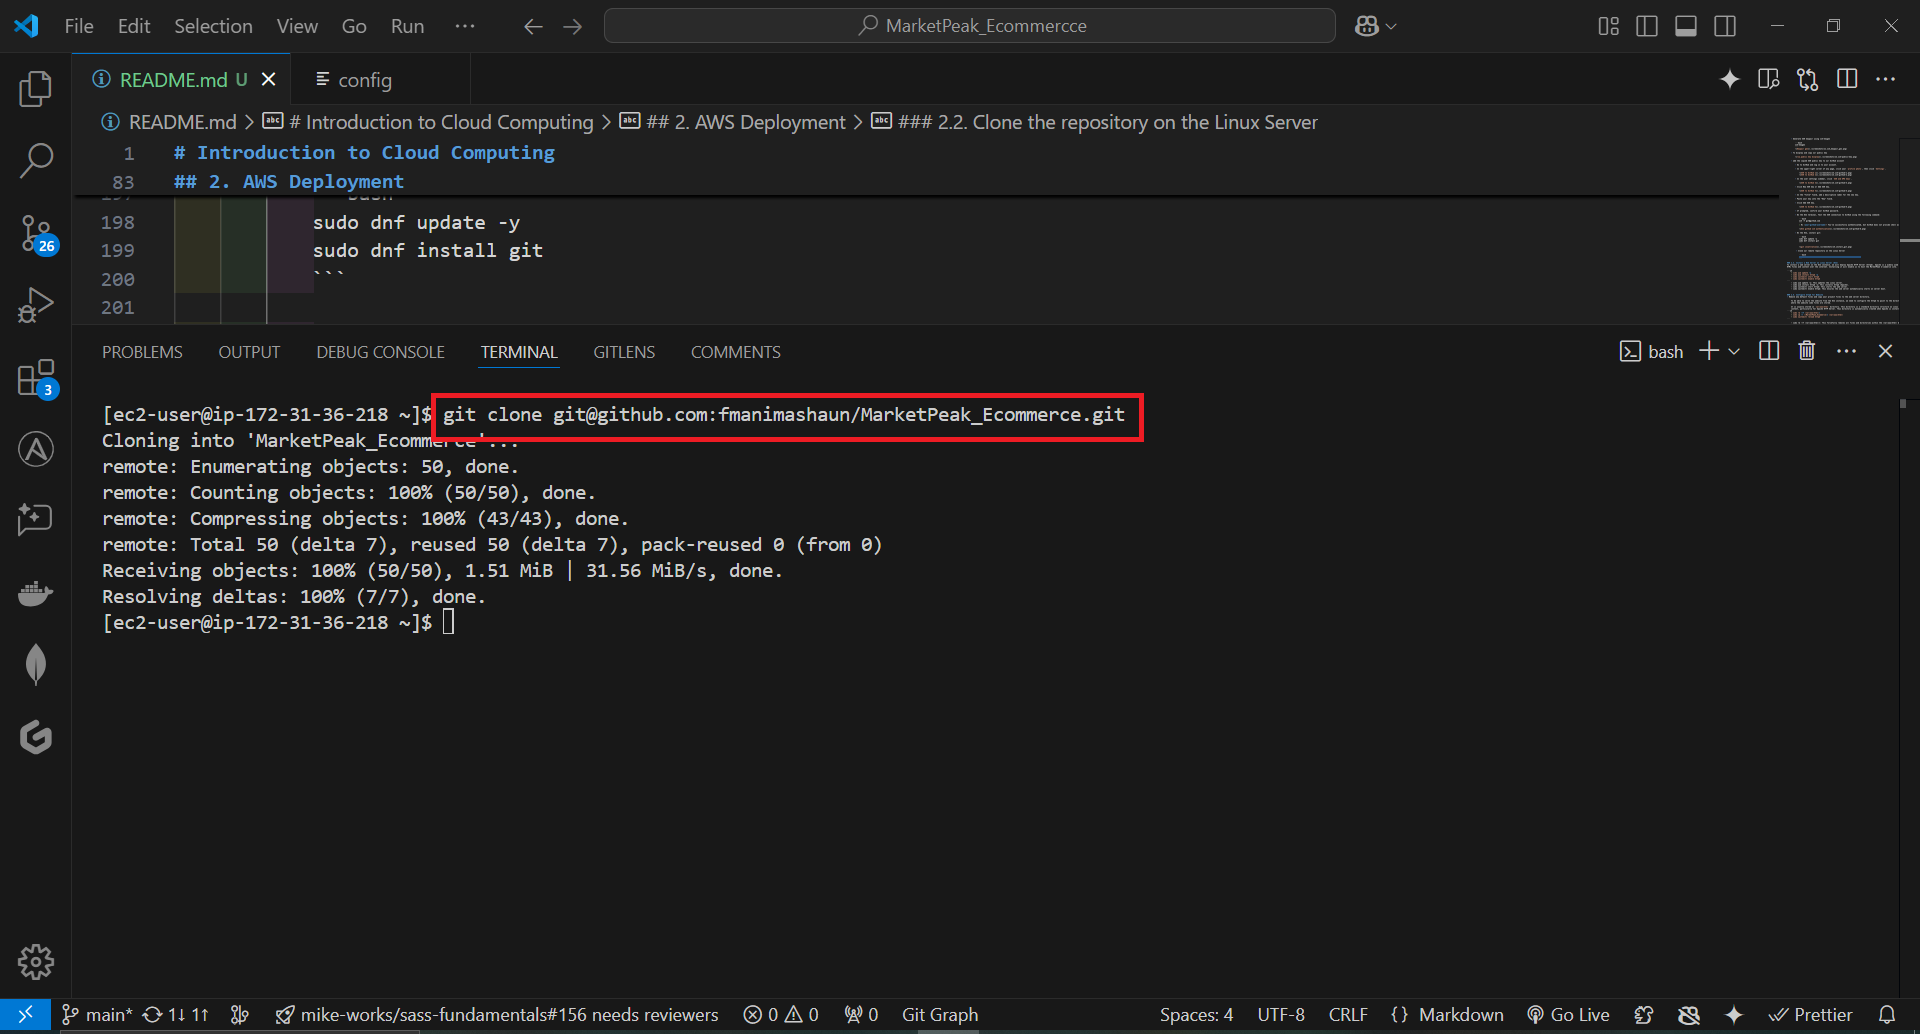 File Edit Selection View Go Run ··· MarketPeak_Ecommercce
README.md U config
README.md > # Introduction to Cloud Computing > ## 2. AWS Deployment > ### 2.2. Clone the repository on the Linux Server
1 # Introduction to Cloud Computing
83 ## 2. AWS Deployment
198 sudo dnf update -y
199 sudo dnf install git
200 ```
201
PROBLEMS OUTPUT DEBUG CONSOLE TERMINAL GITLENS COMMENTS bash
[ec2-user@ip-172-31-36-218 ~]$ git clone git@github.com:fmanimashaun/MarketPeak_Ecommerce.git
Cloning into 'MarketPeak_Ecommerce'...
remote: Enumerating objects: 50, done.
remote: Counting objects: 100% (50/50), done.
remote: Compressing objects: 100% (43/43), done.
remote: Total 50 (delta 7), reused 50 (delta 7), pack-reused 0 (from 0)
Receiving objects: 100% (50/50), 1.51 MiB | 31.56 MiB/s, done.
Resolving deltas: 100% (7/7), done.
[ec2-user@ip-172-31-36-218 ~]$
26
3
main* 1↓ 1↑ mike-works/sass-fundamentals#156 needs reviewers 0 0 0 Git Graph Spaces: 4 UTF-8 CRLF {} Markdown Go Live Prettier